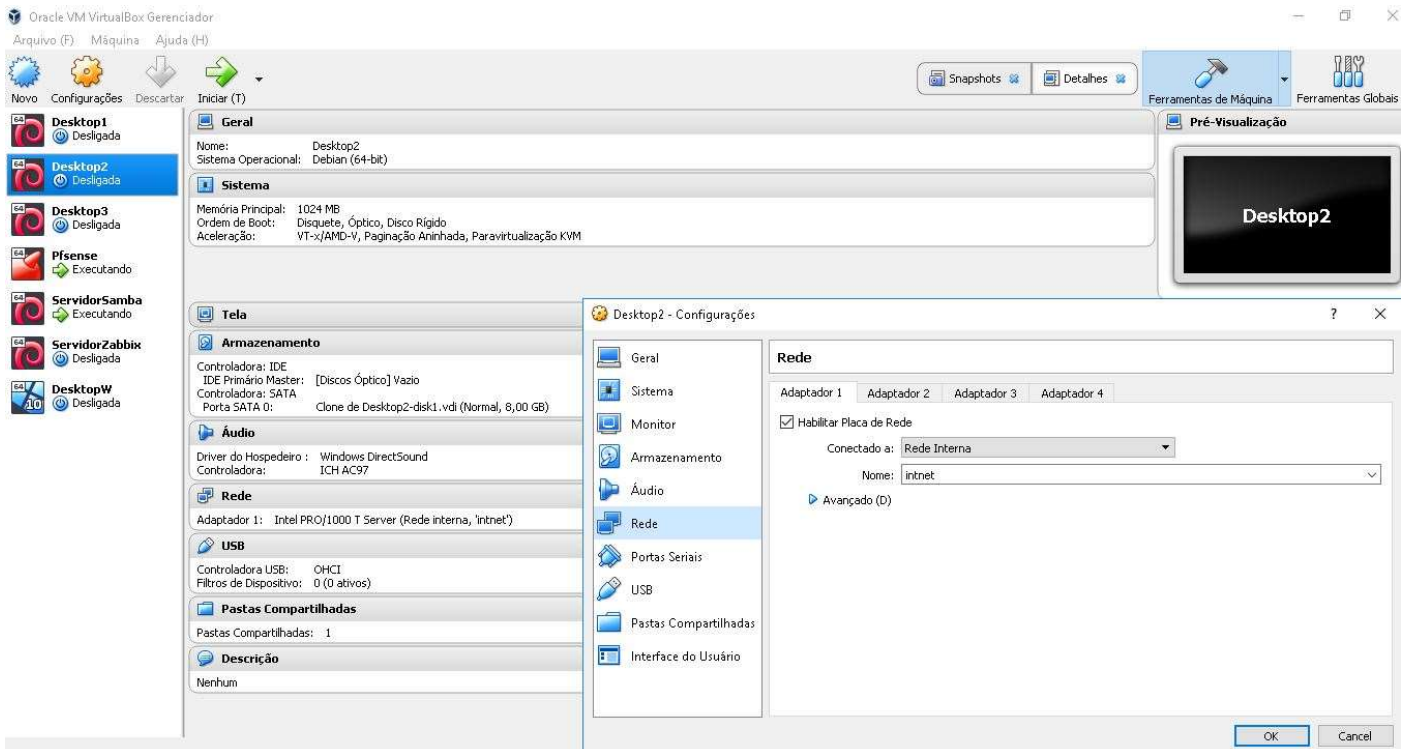 Oracle VM VirtualBox Gerenciador
Arquivo (F) Máquina Ajuda (H)
Novo Configurações Descartar Iniciar (T)
Snapshots Detalhes
Ferramentas de Máquina Ferramentas Globais
64 Desktop1
Desligada
64 Desktop2
Desligada
64 Desktop3
Desligada
64 Pfsense
Executando
64 ServidorSamba
Executando
64 ServidorZabbix
Desligada
64 10 DesktopW
Desligada
Geral
Nome: Desktop2
Sistema Operacional: Debian (64-bit)
Sistema
Memória Principal: 1024 MB
Ordem de Boot: Disquete, Óptico, Disco Rígido
Aceleração: VT-x/AMD-V, Paginação Aninhada, Paravirtualização KVM
Pré-Visualização
Desktop2
Tela
Armazenamento
Controladora: IDE
IDE Primário Master: [Discos Óptico] Vazio
Controladora: SATA
Porta SATA 0: Clone de Desktop2-disk1.vdi (Normal, 8,00 GB)
Áudio
Driver do Hospedeiro : Windows DirectSound
Controladora: ICH AC97
Rede
Adaptador 1: Intel PRO/1000 T Server (Rede interna, 'intnet')
USB
Controladora USB: OHCI
Filtros de Dispositivo: 0 (0 ativos)
Pastas Compartilhadas
Pastas Compartilhadas: 1
Descrição
Nenhum
Desktop2 - Configurações
Geral
Sistema
Monitor
Armazenamento
Áudio
Rede
Portas Seriais
USB
Pastas Compartilhadas
Interface do Usuário
Rede
Adaptador 1 Adaptador 2 Adaptador 3 Adaptador 4
Habilitar Placa de Rede
Conectado a: Rede Interna
Nome: intnet
Avançado (D)
OK Cancel